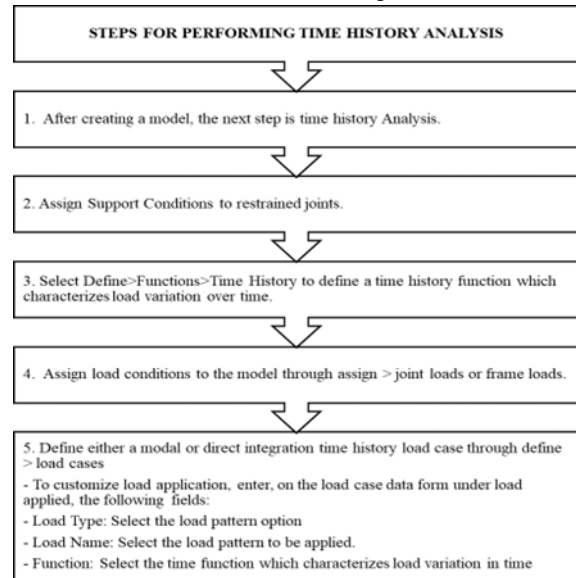 STEPS FOR PERFORMING TIME HISTORY ANALYSIS
1. After creating a model, the next step is time history Analysis.
2. Assign Support Conditions to restrained joints.
3. Select Define>Functions>Time History to define a time history function which
characterizes load variation over time.
4. Assign load conditions to the model through assign > joint loads or frame loads.
5. Define either a modal or direct integration time history load case through define
> load cases
- To customize load application, enter, on the load case data form under load
applied, the following fields:
- Load Type: Select the load pattern option
- Load Name: Select the load pattern to be applied.
- Function: Select the time function which characterizes load variation in time